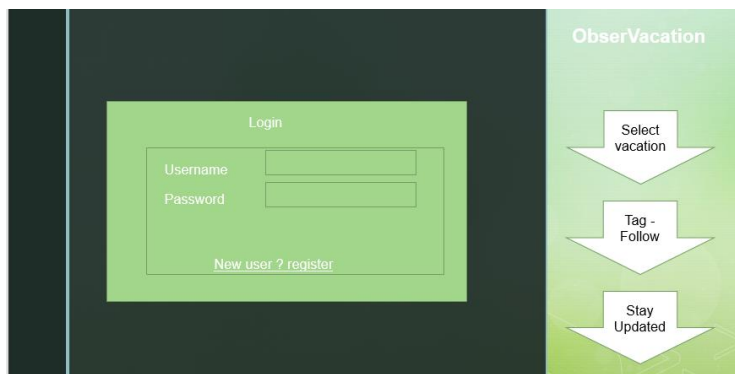 ObserVacation
Login
Username
Password
New user ? register
Select
vacation
Tag -
Follow
Stay
Updated